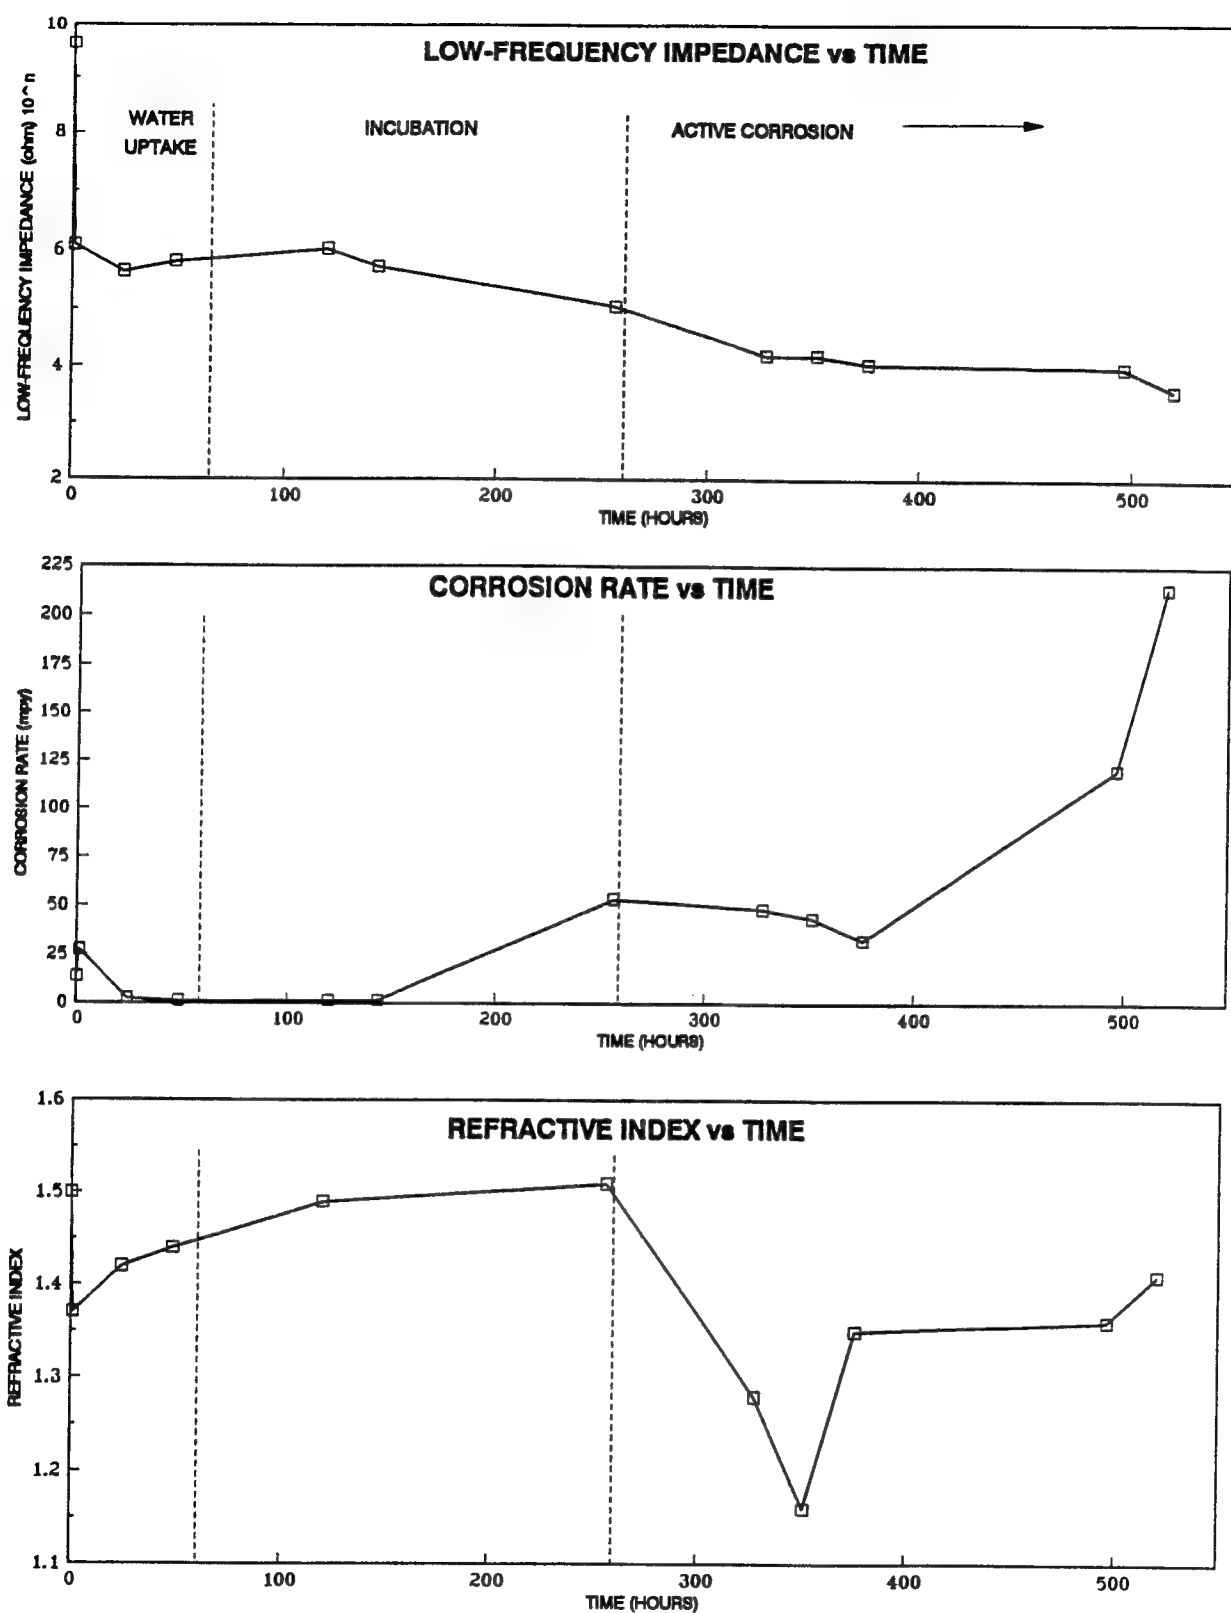 LOW-FREQUENCY IMPEDANCE vs TIME
LOW-FREQUENCY IMPEDANCE (ohm) 10^n
10
8
6
4
2
WATER
UPTAKE
INCUBATION
ACTIVE CORROSION
0 100 200 300 400 500
TIME (HOURS)
CORROSION RATE vs TIME
CORROSION RATE (mpy)
225
200
175
150
125
100
75
50
25
0
0 100 200 300 400 500
TIME (HOURS)
REFRACTIVE INDEX vs TIME
REFRACTIVE INDEX
1.6
1.5
1.4
1.3
1.2
1.1
0 100 200 300 400 500
TIME (HOURS)